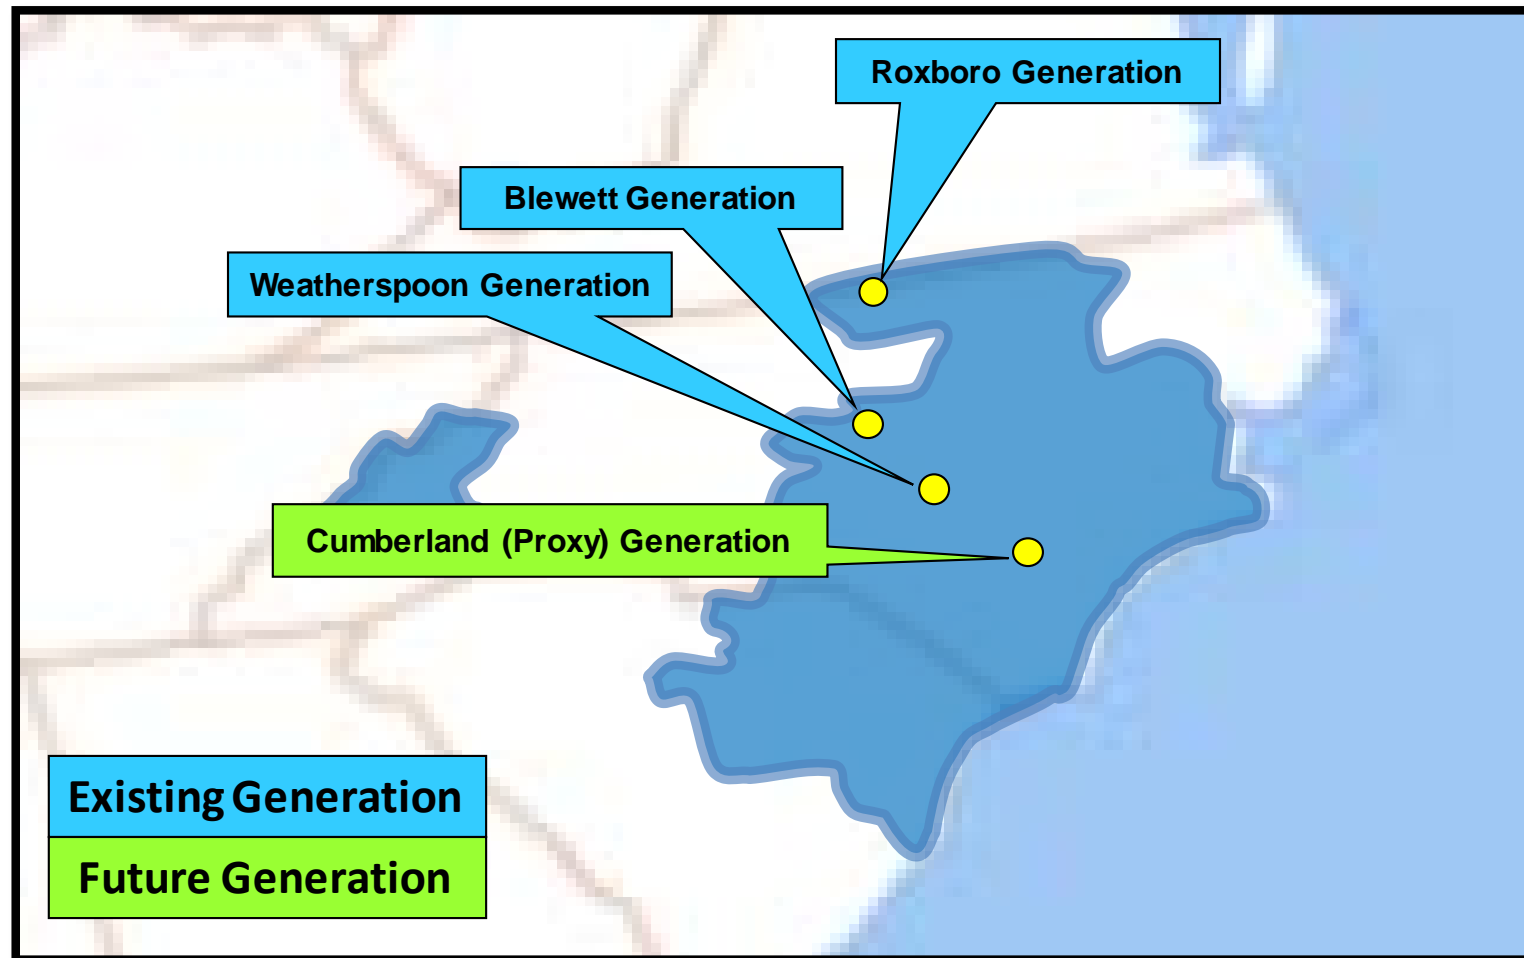 Roxboro Generation
Blewett Generation
Weatherspoon Generation
Cumberland (Proxy) Generation
Existing Generation
Future Generation